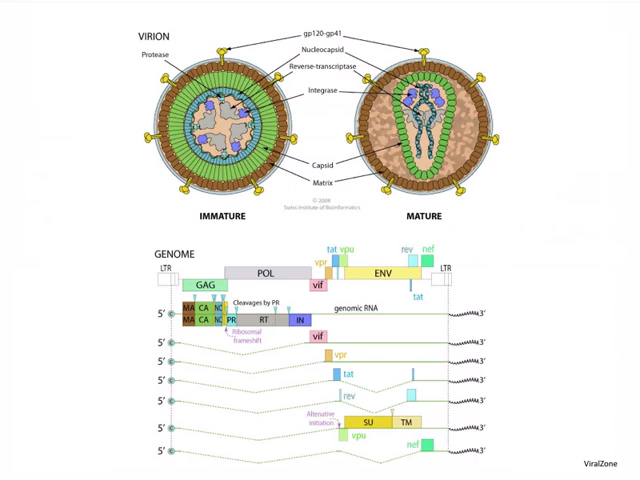 VIRION
gp120-gp41
Nucleocapsid
Protease
Reverse-transcriptase
Integrase
Capsid
Matrix
© 2008
Swiss Institute of Bioinformatics
IMMATURE
MATURE
GENOME
tat vpu rev nef
LTR vpr LTR
POL ENV
GAG vif
tat
Cleavages by PR
MA CA NC genomic RNA
5' C MA CA NC PR RT IN 3'
Ribosomal
frameshift
vif
5' C 3'
vpr
5' C 3'
tat
5' C 3'
rev
5' C 3'
Altenative
initiation
SU TM
5' C 3'
vpu
nef
5' C 3'
ViralZone